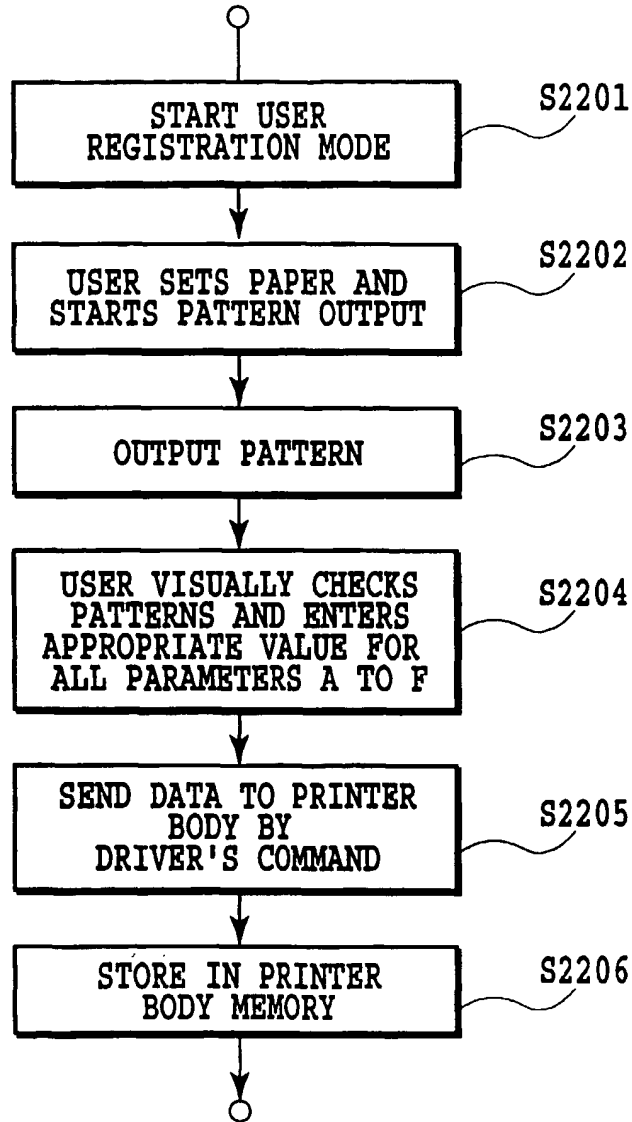 START USER
REGISTRATION MODE
S2201
USER SETS PAPER AND
STARTS PATTERN OUTPUT
S2202
OUTPUT PATTERN
S2203
USER VISUALLY CHECKS
PATTERNS AND ENTERS
APPROPRIATE VALUE FOR
ALL PARAMETERS A TO F
S2204
SEND DATA TO PRINTER
BODY BY
DRIVER'S COMMAND
S2205
STORE IN PRINTER
BODY MEMORY
S2206